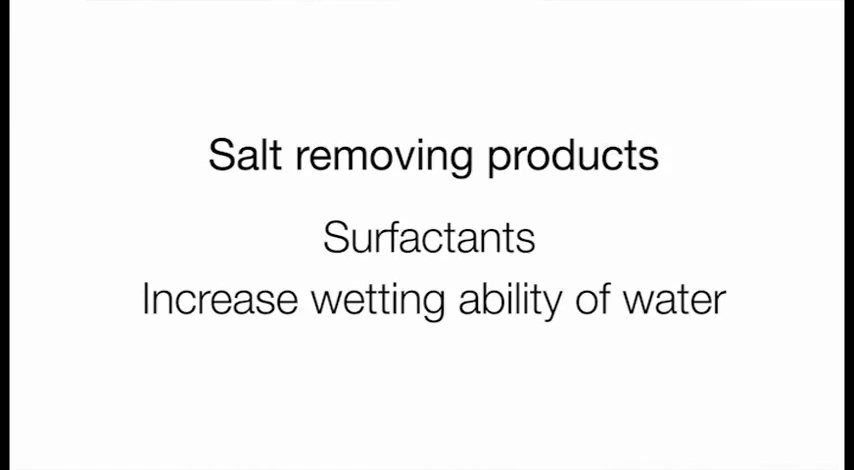 Salt removing products
Surfactants
Increase wetting ability of water